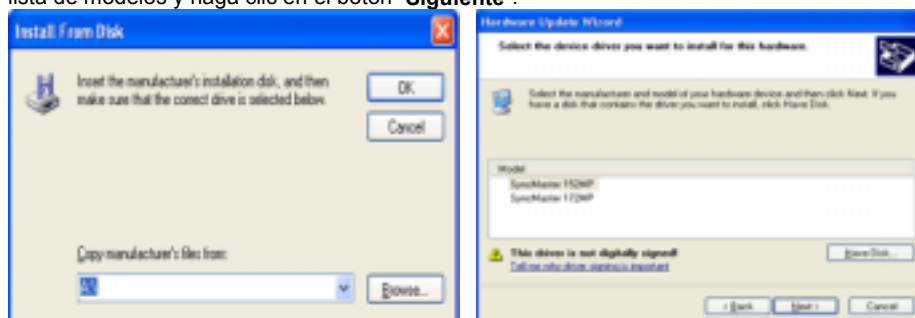 lista de modelos y haga clic en el botón "Siguiente".
Install From Disk
Insert the manufacturer's installation disk, and then
make sure that the correct drive is selected below.
OK
Cancel
Copy manufacturer's files from:
A:\
Browse...
Hardware Update Wizard
Select the device driver you want to install for this hardware.
Select the manufacturer and model of your hardware device and then click Next. If you
have a disk that contains the driver you want to install, click Have Disk.
Model
SyncMaster 152MP
SyncMaster 172MP
This driver is not digitally signed!
Tell me why driver signing is important
Have Disk...
< Back
Next >
Cancel